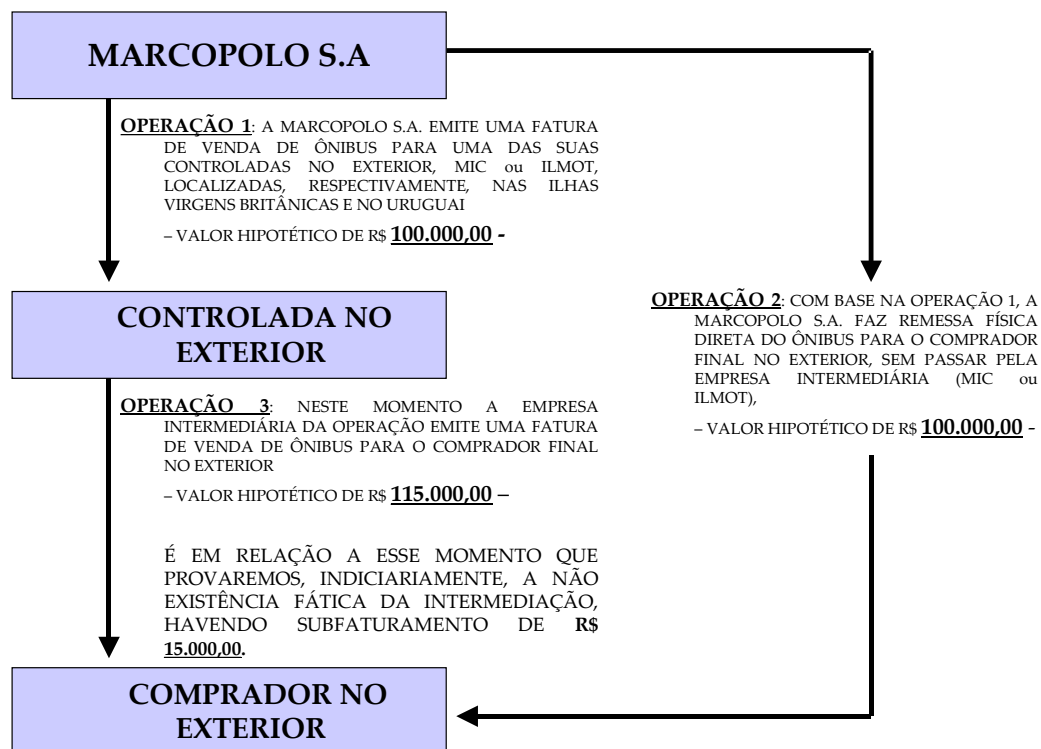 MARCOPOLO S.A
OPERAÇÃO 1: A MARCOPOLO S.A. EMITE UMA FATURA
DE VENDA DE ÔNIBUS PARA UMA DAS SUAS
CONTROLADAS NO EXTERIOR, MIC ou ILMOT,
LOCALIZADAS, RESPECTIVAMENTE, NAS ILHAS
VIRGENS BRITÂNICAS E NO URUGUAI
– VALOR HIPOTÉTICO DE R$ 100.000,00 -
CONTROLADA NO
EXTERIOR
OPERAÇÃO 2: COM BASE NA OPERAÇÃO 1, A
MARCOPOLO S.A. FAZ REMESSA FÍSICA
DIRETA DO ÔNIBUS PARA O COMPRADOR
FINAL NO EXTERIOR, SEM PASSAR PELA
EMPRESA INTERMEDIÁRIA (MIC ou
ILMOT),
– VALOR HIPOTÉTICO DE R$ 100.000,00 -
OPERAÇÃO 3: NESTE MOMENTO A EMPRESA
INTERMEDIÁRIA DA OPERAÇÃO EMITE UMA FATURA
DE VENDA DE ÔNIBUS PARA O COMPRADOR FINAL
NO EXTERIOR
– VALOR HIPOTÉTICO DE R$ 115.000,00 –
É EM RELAÇÃO A ESSE MOMENTO QUE
PROVAREMOS, INDICIARIAMENTE, A NÃO
EXISTÊNCIA FÁTICA DA INTERMEDIAÇÃO,
HAVENDO SUBFATURAMENTO DE R$
15.000,00.
COMPRADOR NO
EXTERIOR